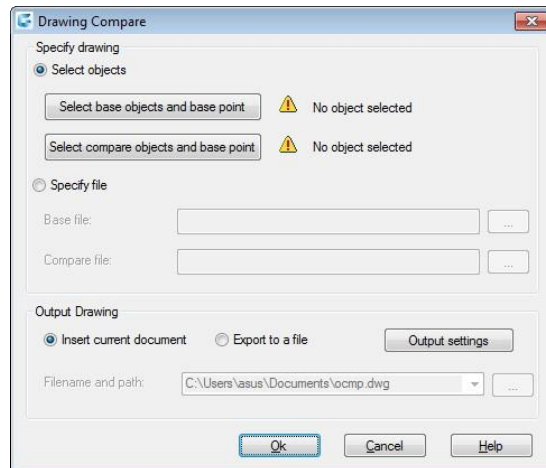 Drawing Compare
Specify drawing
Select objects
Select base objects and base point No object selected
Select compare objects and base point No object selected
Specify file
Base file: ...
Compare file: ...
Output Drawing
Insert current document Export to a file Output settings
Filename and path: C:\Users\asus\Documents\ocmp.dwg ...
Ok Cancel Help